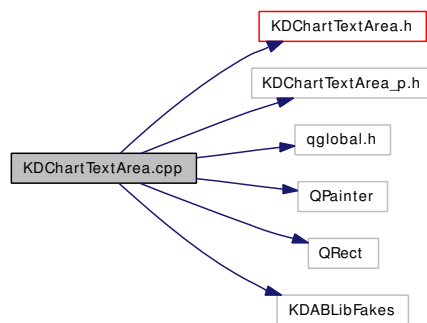 KDChartTextArea.h
KDChartTextArea_p.h
qglobal.h
KDChartTextArea.cpp
QPainter
QRect
KDABLibFakes